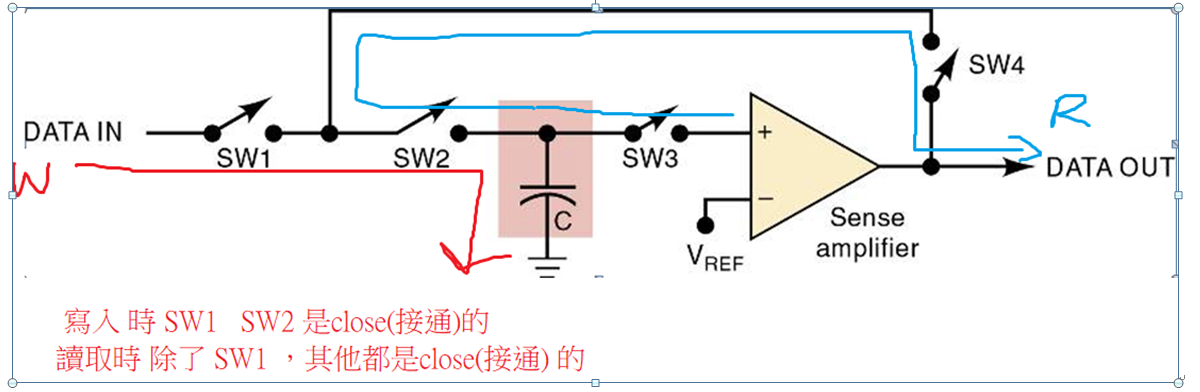 SW4
R
DATA IN
SW1
SW2
SW3
+
DATA OUT
W
C
−
Sense
amplifier
VREF
寫入 時 SW1 SW2 是close(接通)的
讀取時 除了 SW1 ，其他都是close(接通) 的